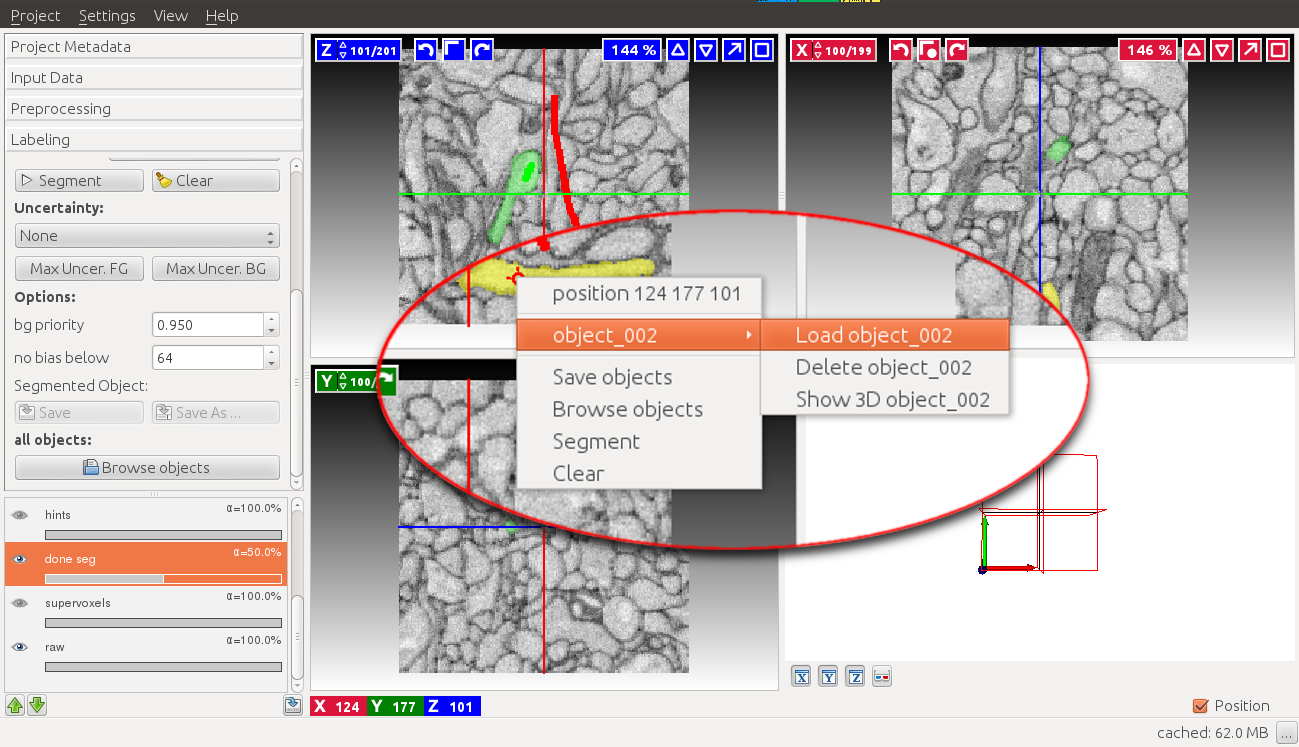 Project Settings View Help
Project Metadata
Input Data
Preprocessing
Labeling
Segment Clear
Uncertainty:
None
Max Uncer. FG Max Uncer. BG
Options:
bg priority 0.950
no bias below 64
Segmented Object:
Save Save As ...
all objects:
Browse objects
hints α=100.0%
done seg α=50.0%
supervoxels α=100.0%
raw α=100.0%
Z 101/201 144 %
X 100/199 146 %
Y 100/
position 124 177 101
object_002
Save objects
Browse objects
Segment
Clear
Load object_002
Delete object_002
Show 3D object_002
X Y Z
X 124 Y 177 Z 101
Position
cached: 62.0 MB ...